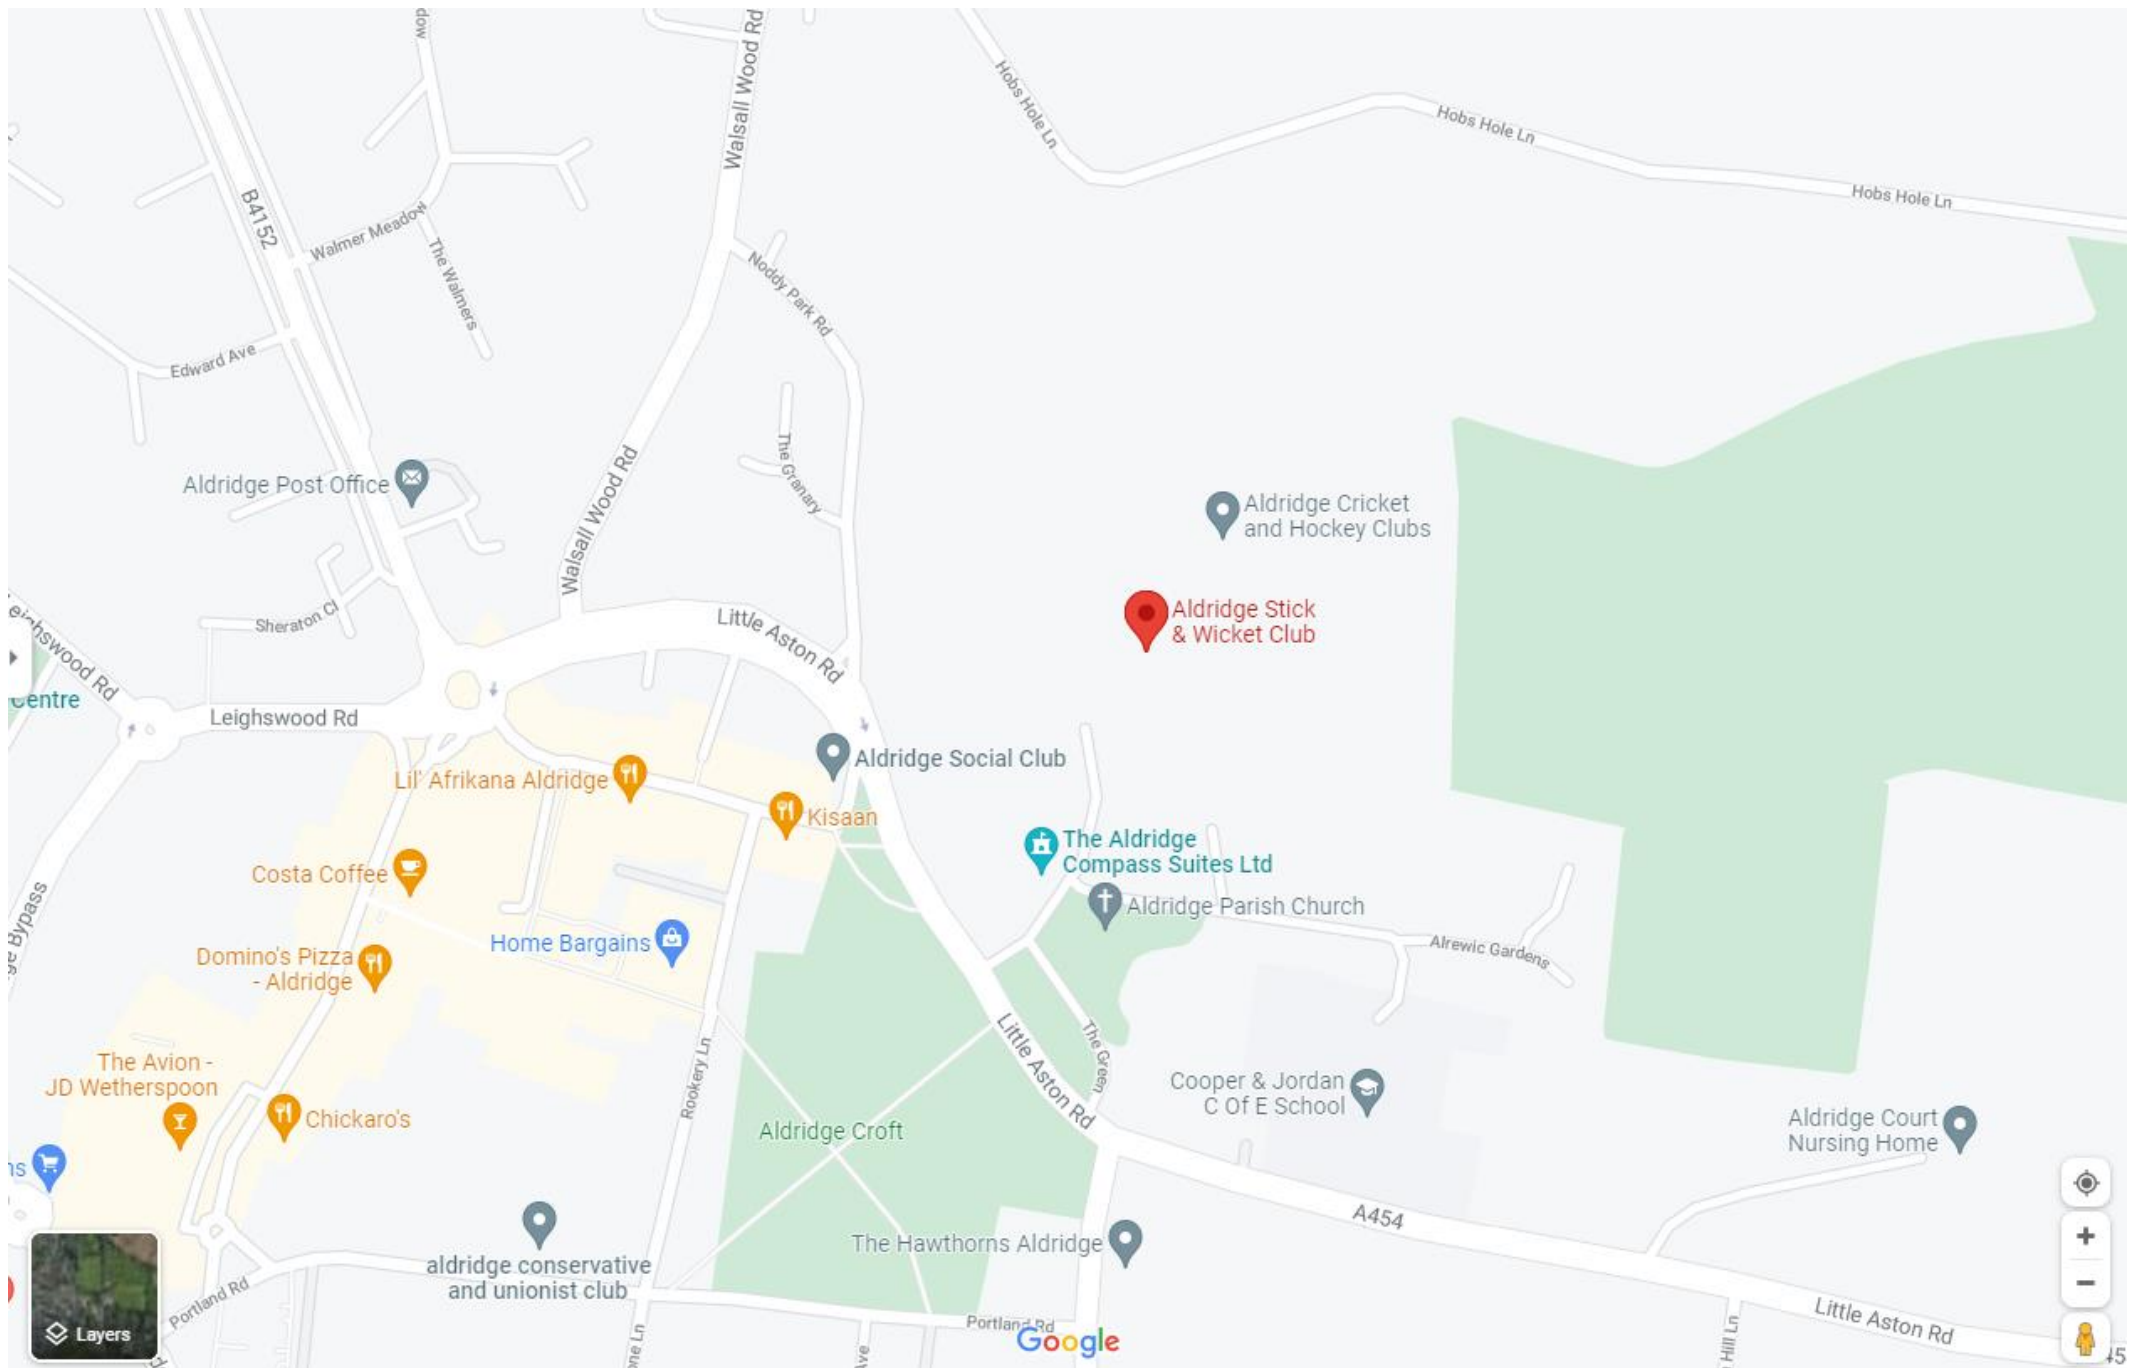 Walsall Wood Rd
Hobs Hole Ln
Hobs Hole Ln
Hobs Hole Ln
B4152
Walmer Meadow
The Walmers
Noddy Park Rd
Edward Ave
The Granary
Aldridge Post Office
Walsall Wood Rd
Aldridge Cricket
and Hockey Clubs
Aldridge Stick
& Wicket Club
Sheraton Cl
Little Aston Rd
Leighswood Rd
Centre
Leighswood Rd
Aldridge Social Club
Lil' Afrikana Aldridge
Kisaan
The Aldridge
Compass Suites Ltd
Costa Coffee
Aldridge Parish Church
Bypass
Home Bargains
Alrewic Gardens
Domino's Pizza
- Aldridge
Little Aston Rd
The Green
Rookery Ln
The Avion -
JD Wetherspoon
Chickaro's
Cooper & Jordan
C Of E School
Aldridge Croft
Aldridge Court
Nursing Home
A454
The Hawthorns Aldridge
aldridge conservative
and unionist club
Portland Rd
Portland Rd
Little Aston Rd
Hill Ln
Layers
Google